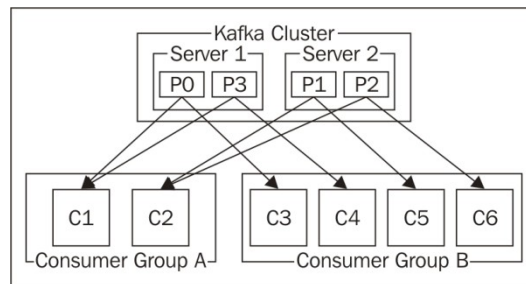 Kafka Cluster
Server 1 Server 2
P0 P3 P1 P2
C1 C2 C3 C4 C5 C6
Consumer Group A Consumer Group B